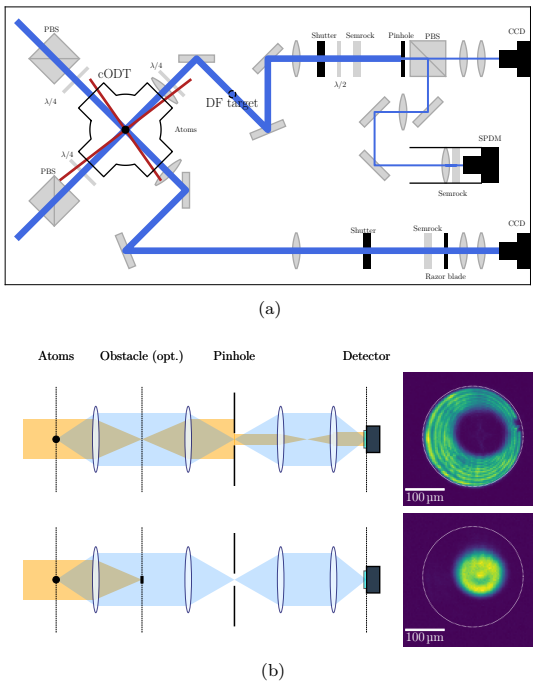 PBS
λ/4
cODT
λ/4
Atoms
λ/4
PBS
DF target
Shutter
Semrock
λ/2
Pinhole
PBS
CCD
SPDM
Semrock
Shutter
Semrock
Razor blade
CCD
(a)
Atoms Obstacle (opt.) Pinhole Detector
100 µm
100 µm
(b)